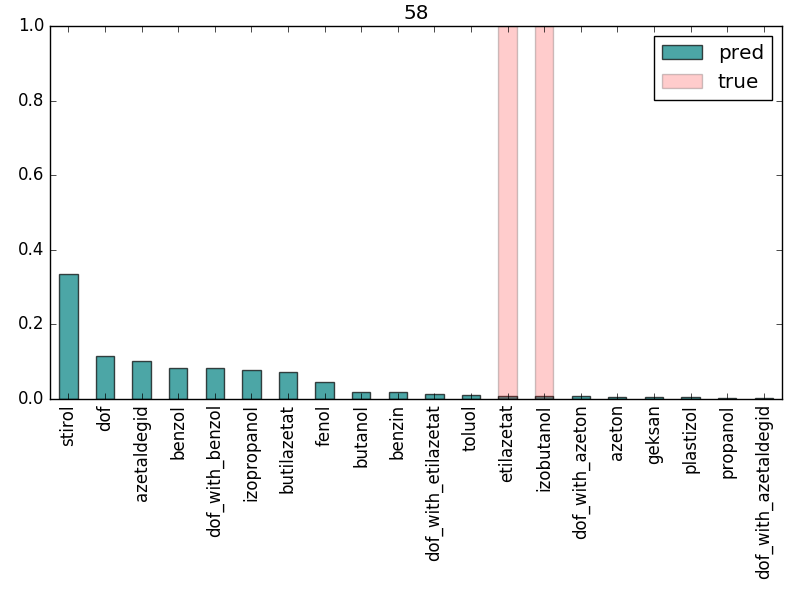 58
1.0
0.8
0.6
0.4
0.2
0.0
pred
true
stirol
dof
azetaldegid
benzol
dof_with_benzol
izopropanol
butilazetat
fenol
butanol
benzin
dof_with_etilazetat
toluol
etilazetat
izobutanol
dof_with_azeton
azeton
geksan
plastizol
propanol
dof_with_azetaldegid